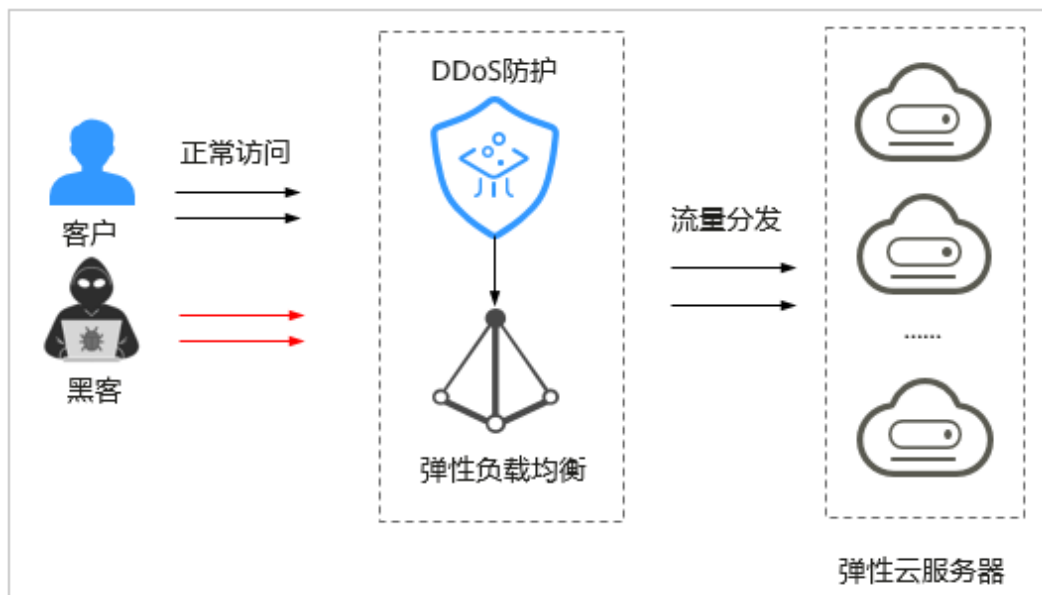 DDoS防护
正常访问
客户
流量分发
......
黑客
弹性负载均衡
弹性云服务器